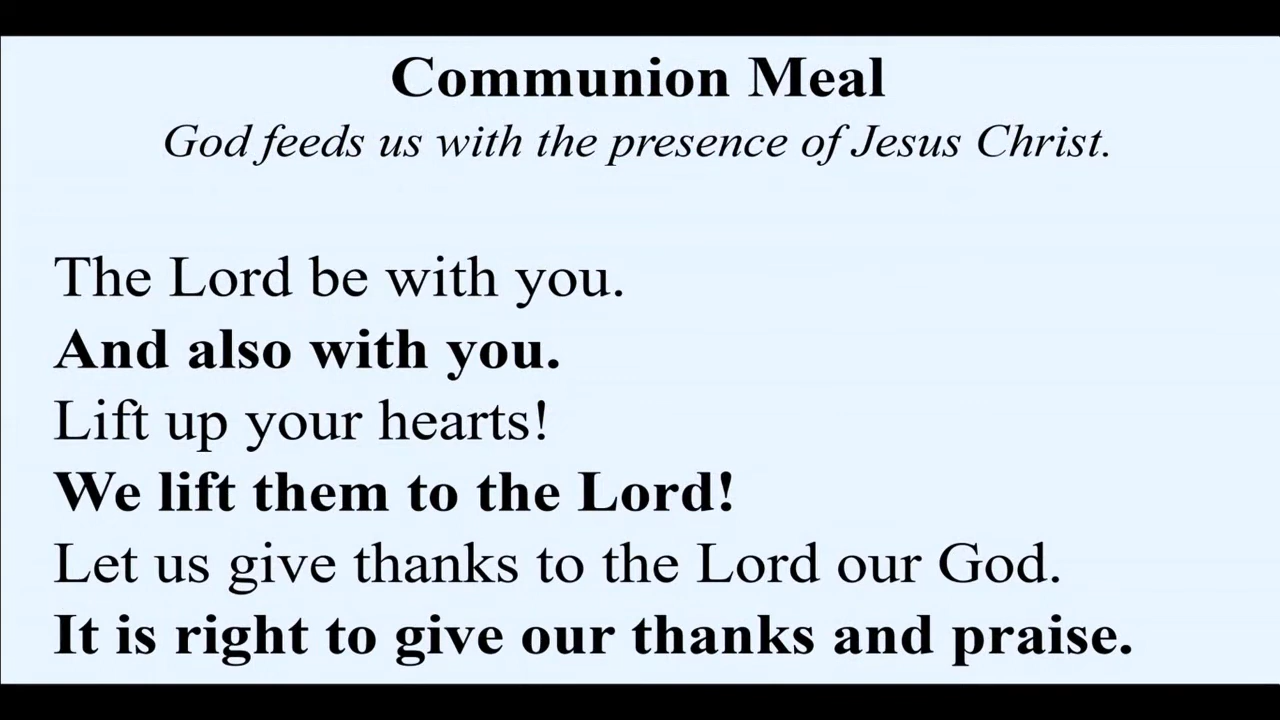 Communion Meal
God feeds us with the presence of Jesus Christ.
The Lord be with you.
And also with you.
Lift up your hearts!
We lift them to the Lord!
Let us give thanks to the Lord our God.
It is right to give our thanks and praise.